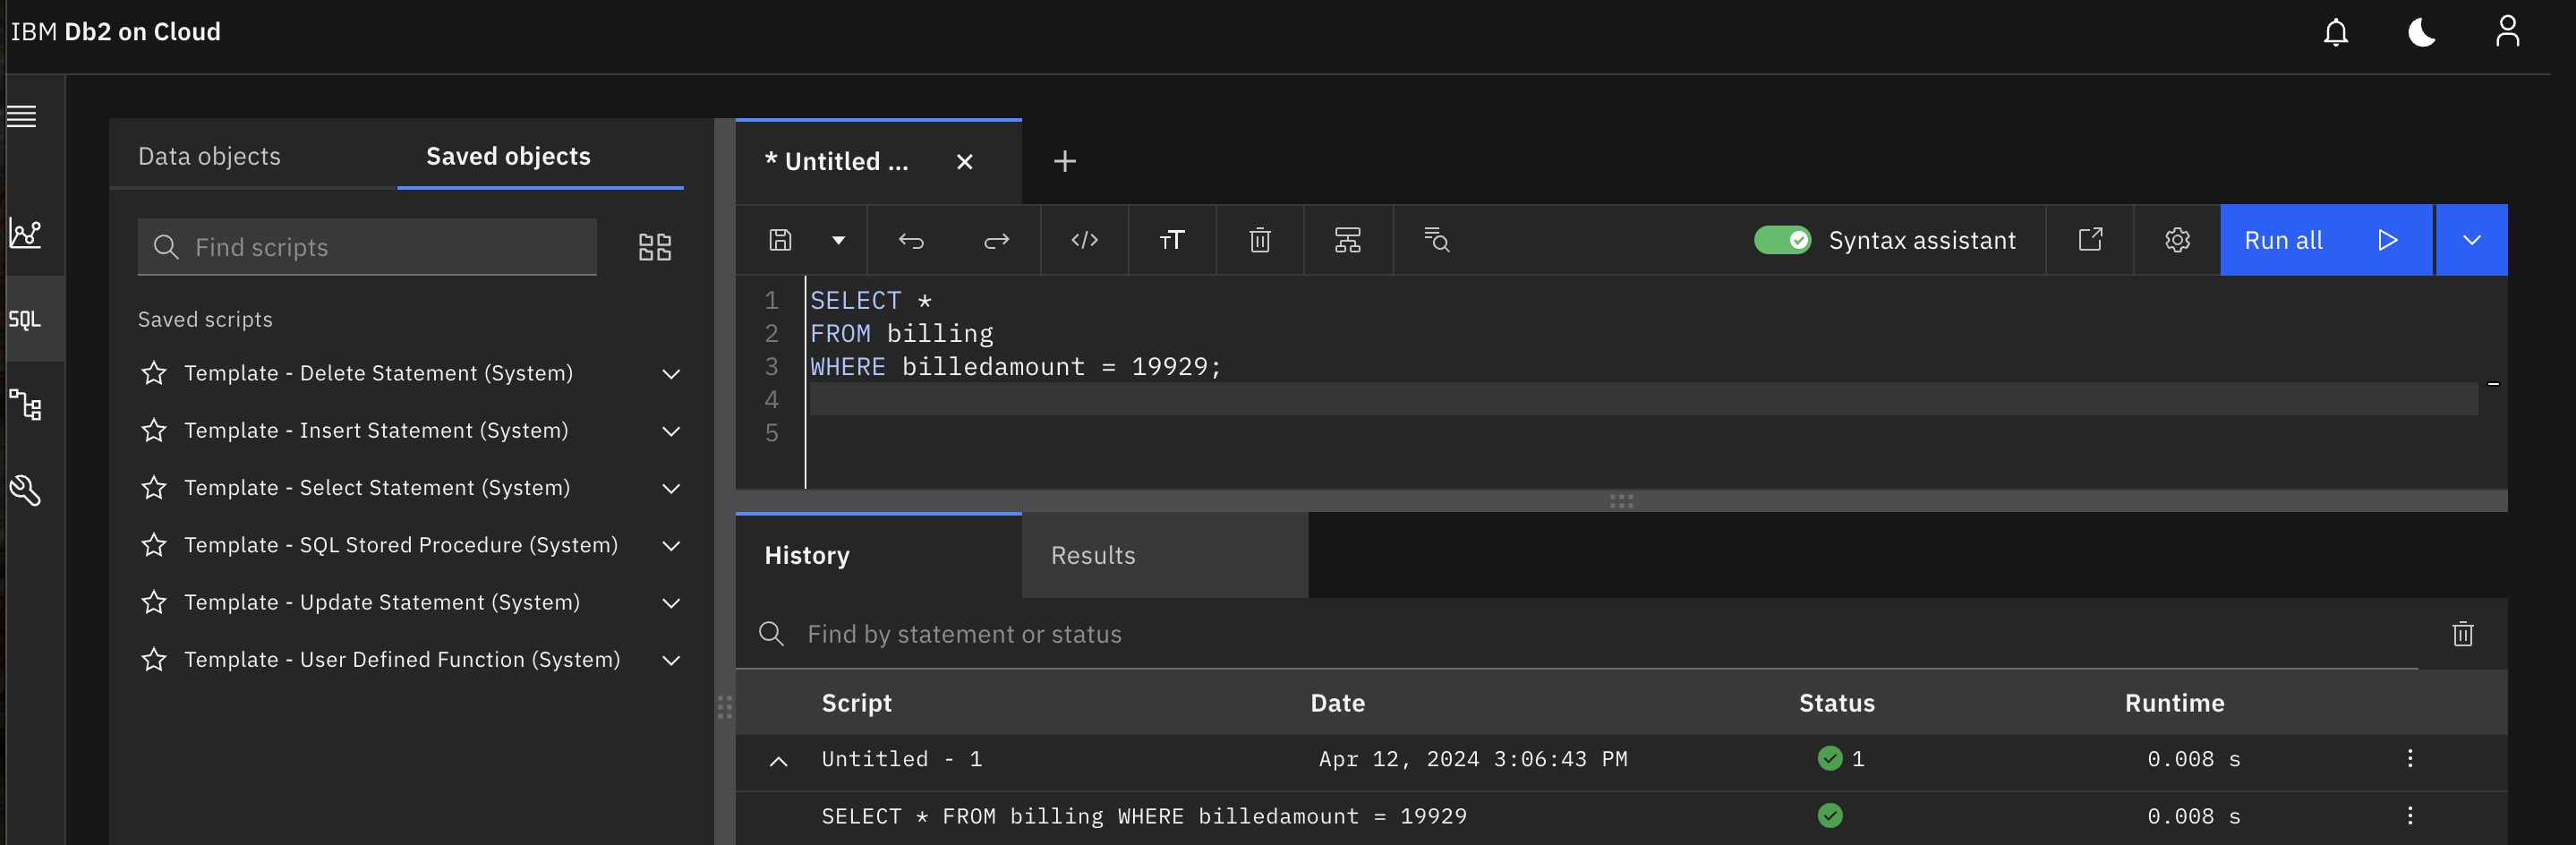 IBM Db2 on Cloud
Data objects
Saved objects
Find scripts
Saved scripts
Template - Delete Statement (System)
Template - Insert Statement (System)
Template - Select Statement (System)
Template - SQL Stored Procedure (System)
Template - Update Statement (System)
Template - User Defined Function (System)
SQL
* Untitled ...
Syntax assistant
Run all
1 SELECT *
2 FROM billing
3 WHERE billedamount = 19929;
4
5
History
Results
Find by statement or status
Script Date Status Runtime
Untitled - 1 Apr 12, 2024 3:06:43 PM 1 0.008 s
SELECT * FROM billing WHERE billedamount = 19929 0.008 s